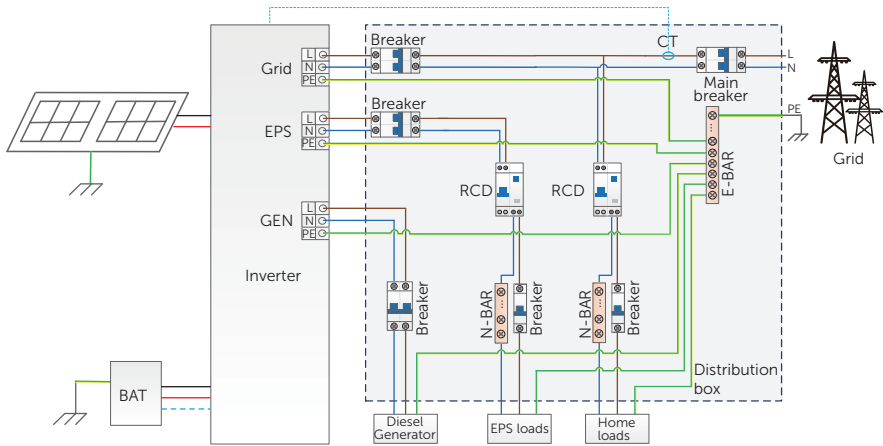 Breaker
CT
L
N
PE
Grid
L
N
Main
breaker
Breaker
PE
L
N
PE
EPS
Grid
E-BAR
RCD
RCD
L
N
PE
GEN
Inverter
Breaker
N-BAR
Breaker
N-BAR
Breaker
Distribution
box
BAT
Diesel
Generator
EPS loads
Home
loads